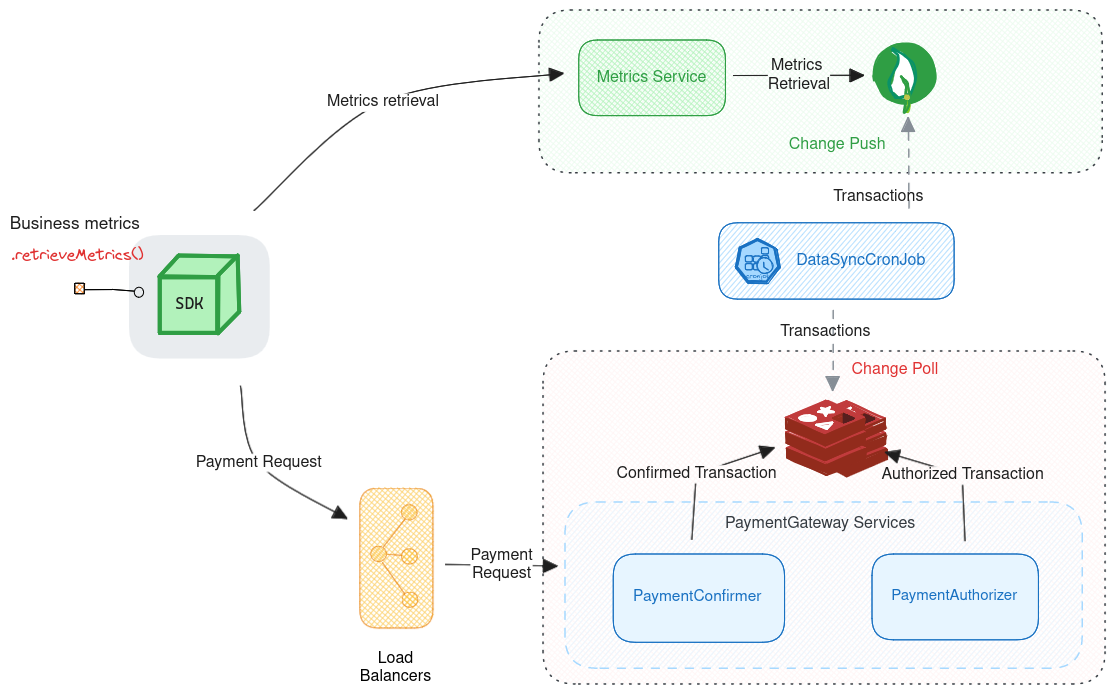 Metrics Service
Metrics
Retrieval
Metrics retrieval
Change Push
Transactions
Business metrics
.retrieveMetrics()
SDK
DataSyncCronJob
Transactions
Change Poll
Payment Request
Confirmed Transaction
Authorized Transaction
PaymentGateway Services
Payment
Request
PaymentConfirmer
PaymentAuthorizer
Load
Balancers